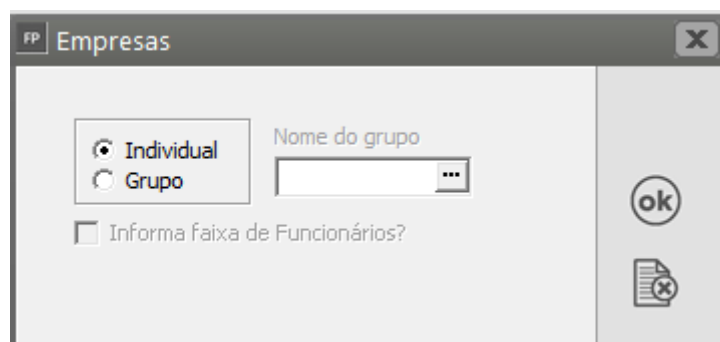 FP Empresas
Individual
Grupo
Nome do grupo
...
Informa faixa de Funcionários?
ok